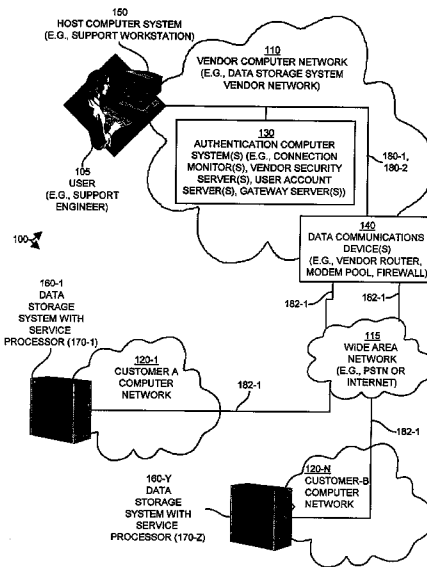 150
HOST COMPUTER SYSTEM
(E.G., SUPPORT WORKSTATION)
110
VENDOR COMPUTER NETWORK
(E.G., DATA STORAGE SYSTEM
VENDOR NETWORK)
130
AUTHENTICATION COMPUTER
SYSTEM(S) (E.G., CONNECTION
MONITOR(S), VENDOR SECURITY
SERVER(S), USER ACCOUNT
SERVER(S), GATEWAY SERVER(S))
180-1,
180-2
105
USER
(E.G., SUPPORT
ENGINEER)
100
140
DATA COMMUNICATIONS
DEVICE(S)
(E.G., VENDOR ROUTER,
MODEM POOL, FIREWALL)
182-1
182-1
160-1
DATA
STORAGE
SYSTEM WITH
SERVICE
PROCESSOR (170-1)
120-1
CUSTOMER A
COMPUTER
NETWORK
182-1
115
WIDE AREA
NETWORK
(E.G., PSTN OR
INTERNET)
182-1
160-Y
DATA
STORAGE
SYSTEM WITH
SERVICE
PROCESSOR (170-Z)
120-N
CUSTOMER-B
COMPUTER
NETWORK